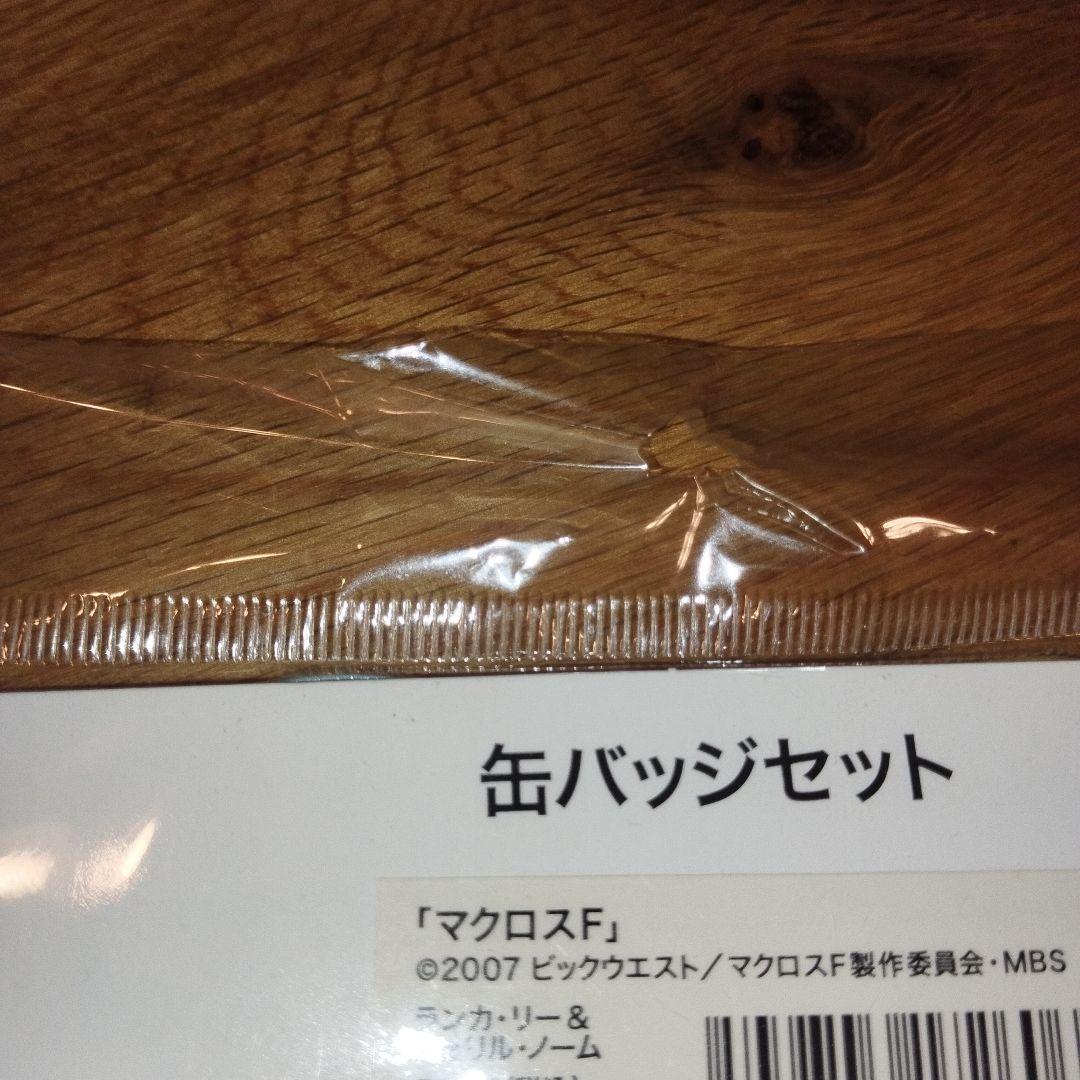 缶バッジセット
「マクロスF」
©2007 ビックウエスト/マクロスF製作委員会・MBS
ランカ・リー&
リル・ノーム